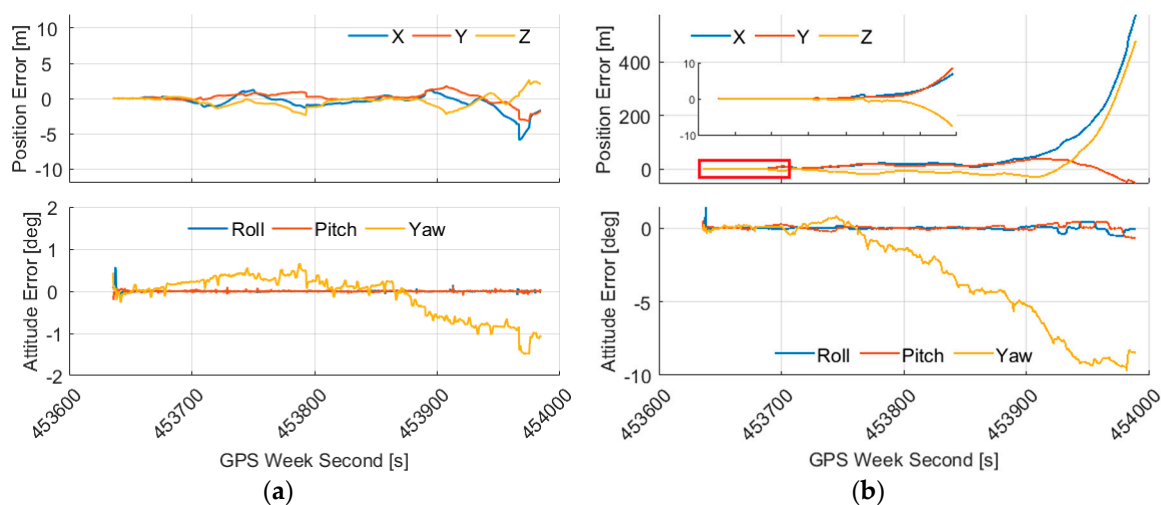 Position Error [m]
10
5
0
-5
-10
X Y Z
Attitude Error [deg]
2
1
0
-1
-2
Roll Pitch Yaw
453600 453700 453800 453900 454000
GPS Week Second [s]
(a)
Position Error [m]
400
200
0
X Y Z
10
0
-10
Attitude Error [deg]
0
-5
-10
Roll Pitch Yaw
453600 453700 453800 453900 454000
GPS Week Second [s]
(b)